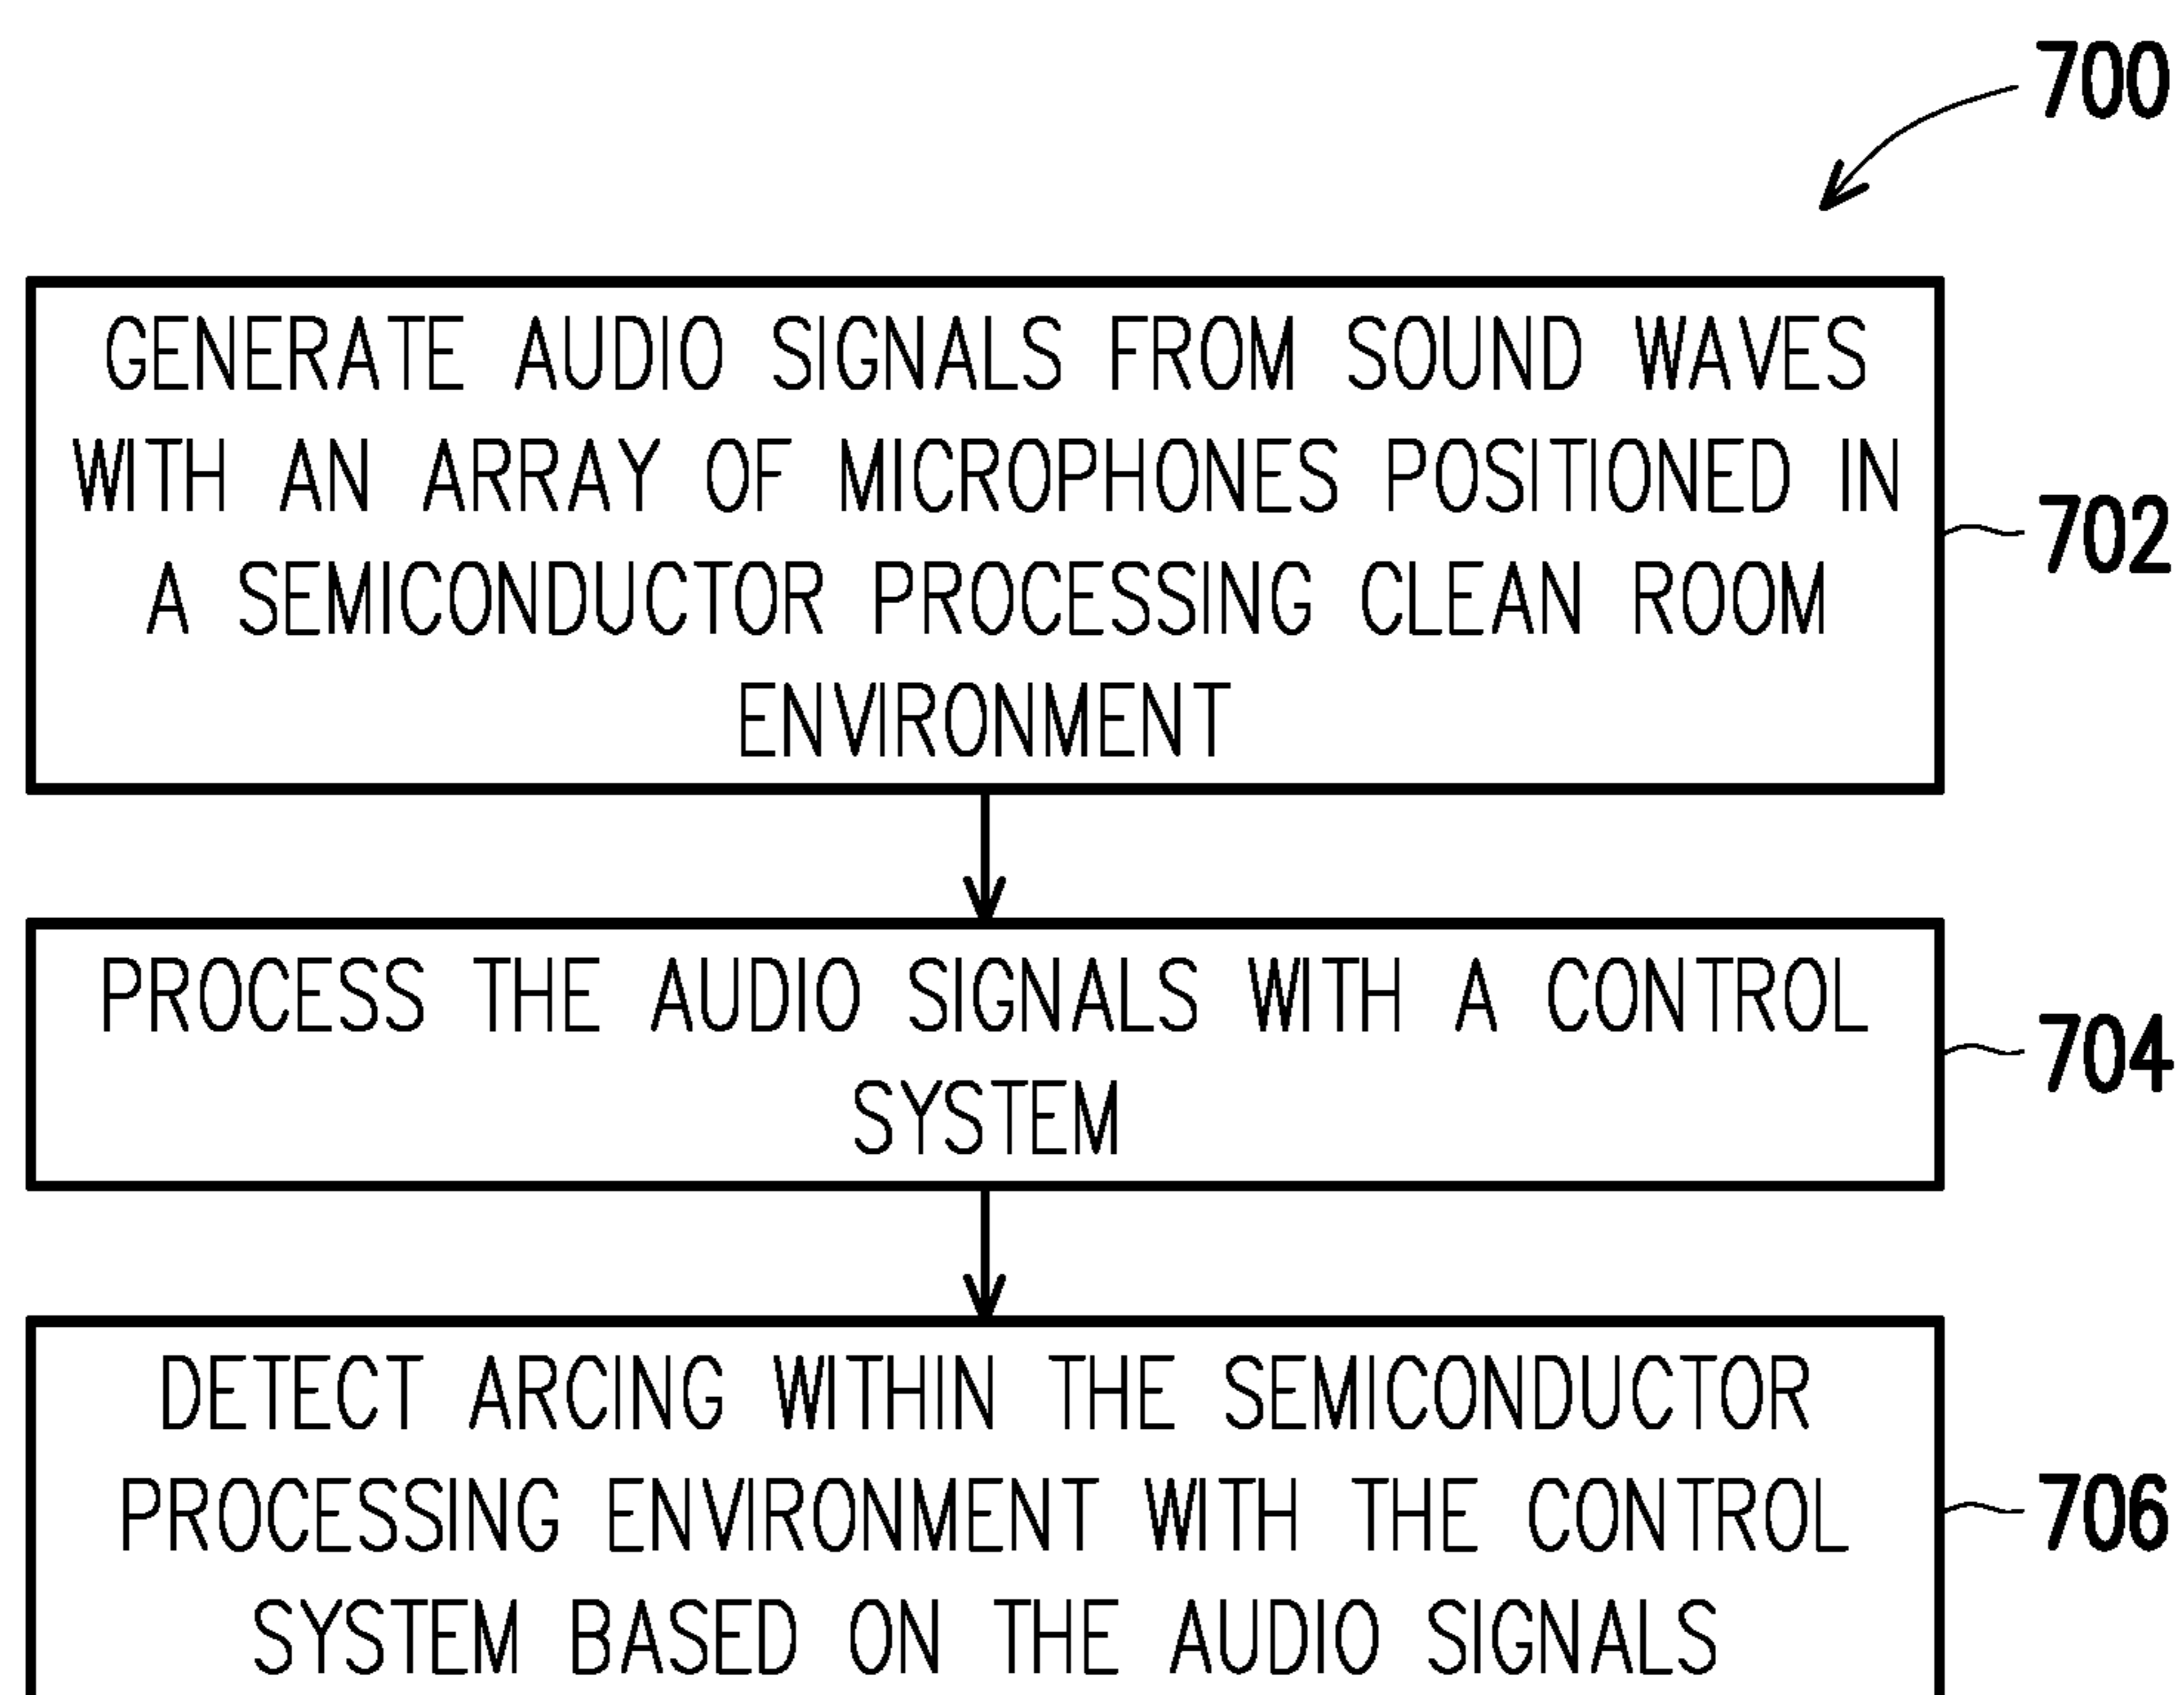 700
GENERATE AUDIO SIGNALS FROM SOUND WAVES
WITH AN ARRAY OF MICROPHONES POSITIONED IN
A SEMICONDUCTOR PROCESSING CLEAN ROOM
ENVIRONMENT
702
PROCESS THE AUDIO SIGNALS WITH A CONTROL
SYSTEM
704
DETECT ARCING WITHIN THE SEMICONDUCTOR
PROCESSING ENVIRONMENT WITH THE CONTROL
SYSTEM BASED ON THE AUDIO SIGNALS
706